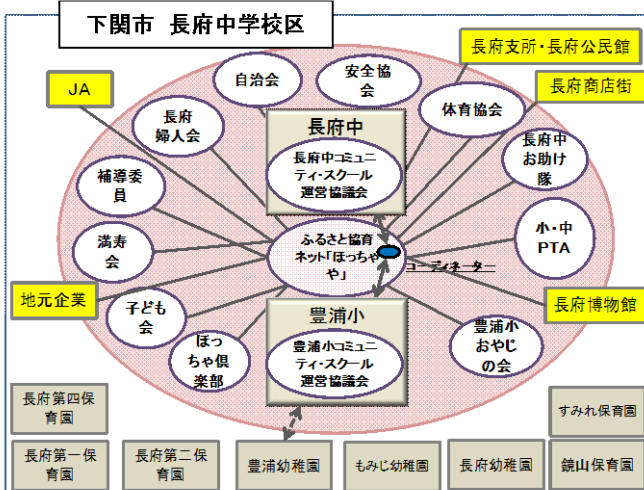 下関市 長府中学校区
長府支所・長府公民館
JA
長府商店街
自治会
安全協
会
体育協会
長府
婦人会
長府中
長府中コミュニ
ティ・スクール
運営協議会
長府中
お助け
隊
補導委
員
小・中
PTA
満寿
会
ふるさと協育
ネット「ほっちゃ
や」
コーディネーター
地元企業
長府博物館
子ども
会
豊浦小
豊浦小コミュニ
ティ・スクール
運営協議会
ほっ
ちゃ倶
楽部
豊浦小
おやじ
の会
長府第四保
育園
すみれ保育園
長府第一保
育園
長府第二保
育園
豊浦幼稚園
もみじ幼稚園
長府幼稚園
鏡山保育園